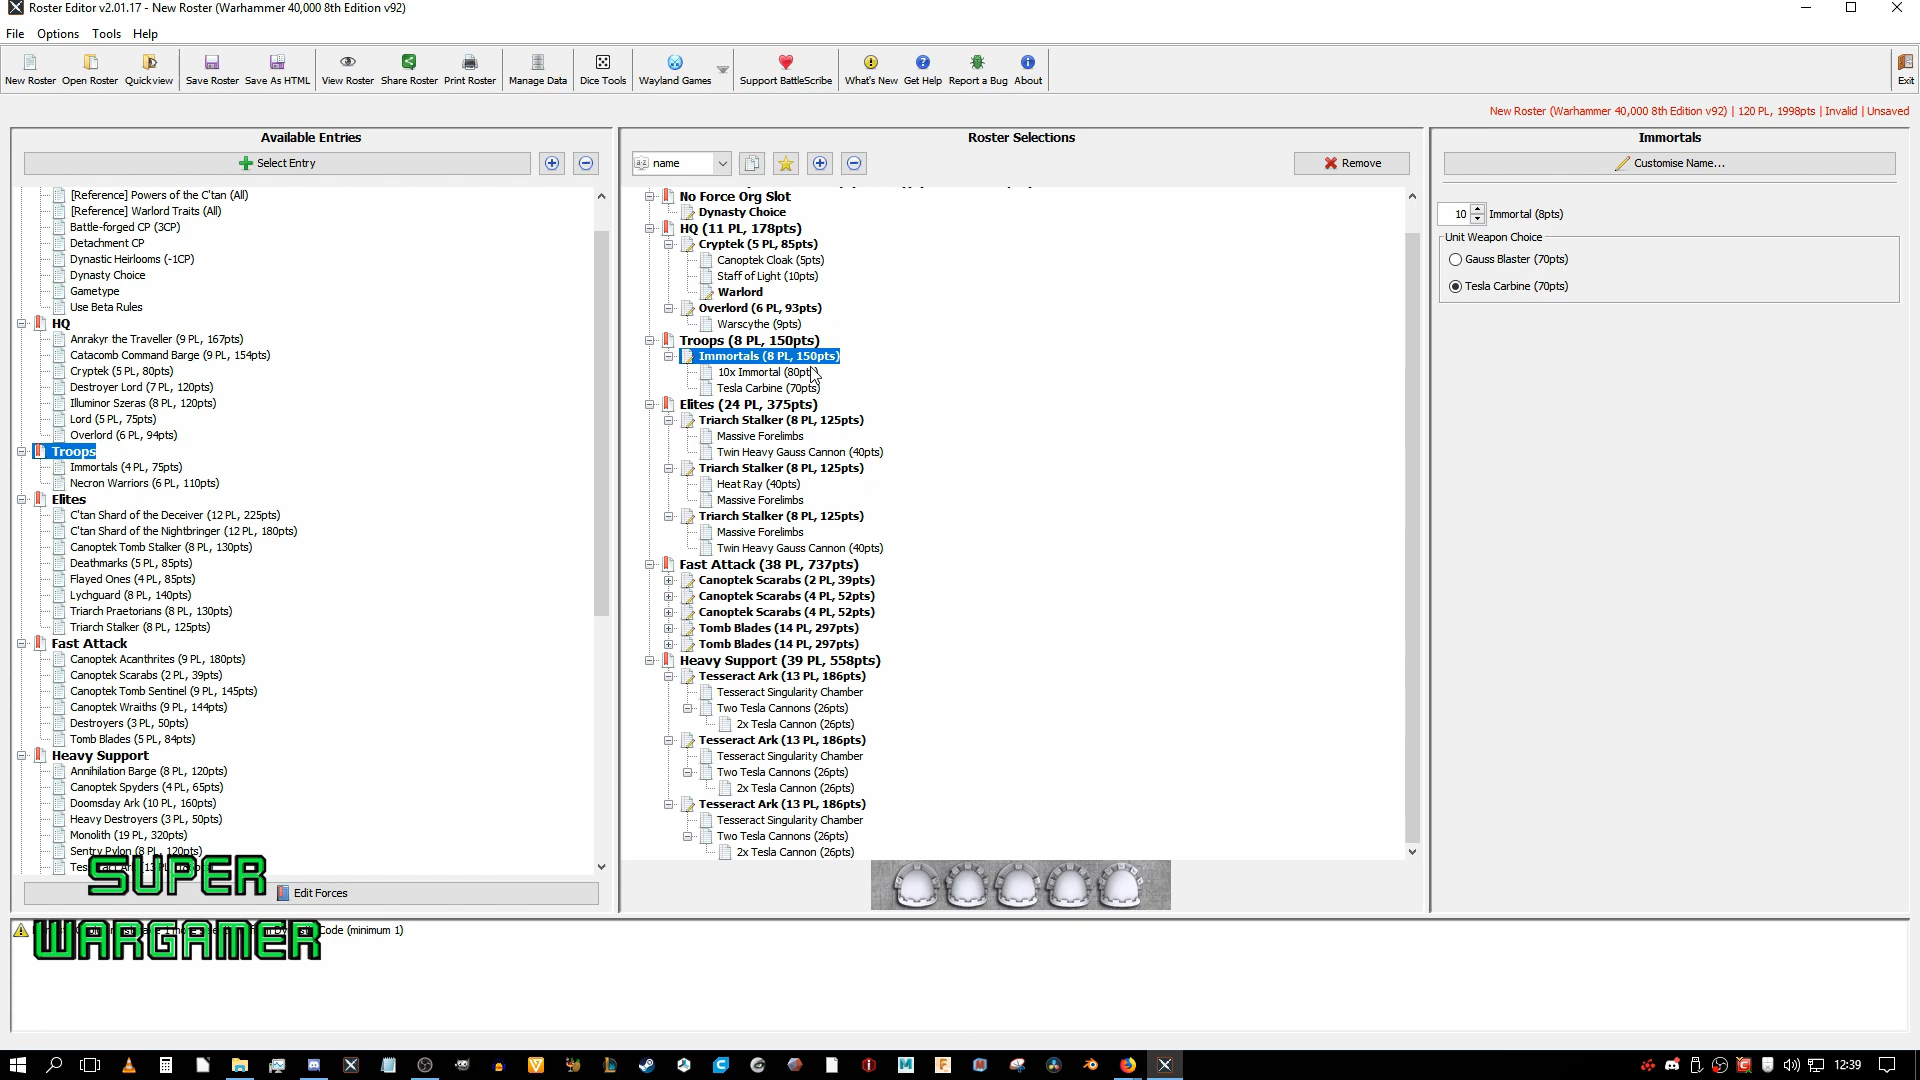 Roster Editor v2.01.17 - New Roster (Warhammer 40,000 8th Edition v92)
File Options Tools Help
New Roster Open Roster Quickview Save Roster Save As HTML View Roster Share Roster Print Roster Manage Data Dice Tools Wayland Games Support BattleScribe What's New Get Help Report a Bug About Exit
New Roster (Warhammer 40,000 8th Edition v92) | 120 PL, 1998pts | Invalid | Unsaved
Available Entries
Select Entry
[Reference] Powers of the C'tan (All)
[Reference] Warlord Traits (All)
Battle-forged CP (3CP)
Detachment CP
Dynastic Heirlooms (-1CP)
Dynasty Choice
Gametype
Use Beta Rules
HQ
Anrakyr the Traveller (9 PL, 167pts)
Catacomb Command Barge (9 PL, 154pts)
Cryptek (5 PL, 80pts)
Destroyer Lord (7 PL, 120pts)
Illuminor Szeras (8 PL, 120pts)
Lord (5 PL, 75pts)
Overlord (6 PL, 94pts)
Troops
Immortals (4 PL, 75pts)
Necron Warriors (6 PL, 110pts)
Elites
C'tan Shard of the Deceiver (12 PL, 225pts)
C'tan Shard of the Nightbringer (12 PL, 180pts)
Canoptek Tomb Stalker (8 PL, 130pts)
Deathmarks (5 PL, 85pts)
Flayed Ones (4 PL, 85pts)
Lychguard (8 PL, 140pts)
Triarch Praetorians (8 PL, 130pts)
Triarch Stalker (8 PL, 125pts)
Fast Attack
Canoptek Acanthrites (9 PL, 180pts)
Canoptek Scarabs (2 PL, 39pts)
Canoptek Tomb Sentinel (9 PL, 145pts)
Canoptek Wraiths (9 PL, 144pts)
Destroyers (3 PL, 50pts)
Tomb Blades (5 PL, 84pts)
Heavy Support
Annihilation Barge (8 PL, 120pts)
Canoptek Spyders (4 PL, 65pts)
Doomsday Ark (10 PL, 160pts)
Heavy Destroyers (3 PL, 50pts)
Monolith (19 PL, 320pts)
Sentry Pylon (8 PL, 120pts)
Edit Forces
Roster Selections
name
Remove
No Force Org Slot
Dynasty Choice
HQ (11 PL, 178pts)
Cryptek (5 PL, 85pts)
Canoptek Cloak (5pts)
Staff of Light (10pts)
Warlord
Overlord (6 PL, 93pts)
Warscythe (9pts)
Troops (8 PL, 150pts)
Immortals (8 PL, 150pts)
10x Immortal (80pts)
Tesla Carbine (70pts)
Elites (24 PL, 375pts)
Triarch Stalker (8 PL, 125pts)
Massive Forelimbs
Twin Heavy Gauss Cannon (40pts)
Triarch Stalker (8 PL, 125pts)
Heat Ray (40pts)
Massive Forelimbs
Triarch Stalker (8 PL, 125pts)
Massive Forelimbs
Twin Heavy Gauss Cannon (40pts)
Fast Attack (38 PL, 737pts)
Canoptek Scarabs (2 PL, 39pts)
Canoptek Scarabs (4 PL, 52pts)
Canoptek Scarabs (4 PL, 52pts)
Tomb Blades (14 PL, 297pts)
Tomb Blades (14 PL, 297pts)
Heavy Support (39 PL, 558pts)
Tesseract Ark (13 PL, 186pts)
Tesseract Singularity Chamber
Two Tesla Cannons (26pts)
2x Tesla Cannon (26pts)
Tesseract Ark (13 PL, 186pts)
Tesseract Singularity Chamber
Two Tesla Cannons (26pts)
2x Tesla Cannon (26pts)
Tesseract Ark (13 PL, 186pts)
Tesseract Singularity Chamber
Two Tesla Cannons (26pts)
2x Tesla Cannon (26pts)
Immortals
Customise Name...
10 Immortal (8pts)
Unit Weapon Choice
Gauss Blaster (70pts)
Tesla Carbine (70pts)
SUPER
WARGAMER
Code (minimum 1)
12:39